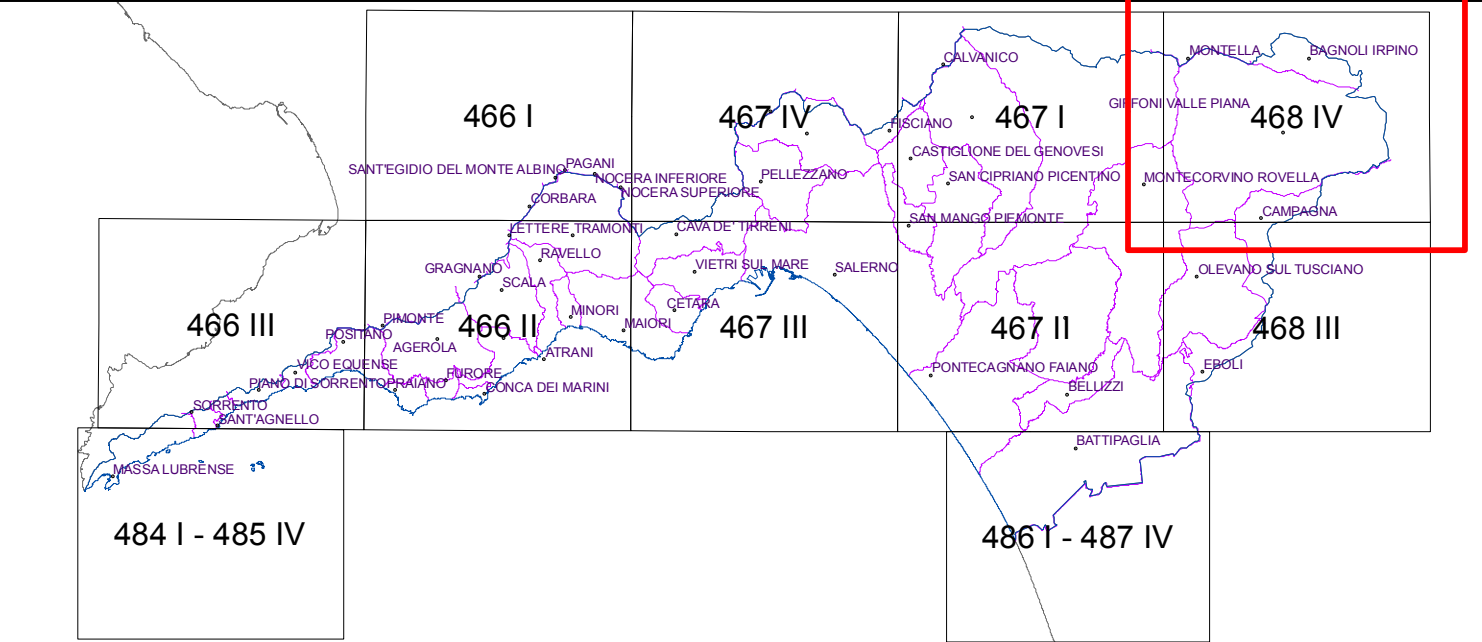 CALVANICO
MONTELLA
BAGNOLI IRPINO
466 I
467 IV
467 I
GIFFONI VALLE PIANA
468 IV
FISCIANO
CASTIGLIONE DEL GENOVESI
SANT'EGIDIO DEL MONTE ALBINO
PAGANI
NOCERA INFERIORE
PELLEZZANO
SAN CIPRIANO PICENTINO
MONTECORVINO ROVELLA
NOCERA SUPERIORE
CORBARA
CAMPAGNA
SAN MANGO PIEMONTE
LETTERE
TRAMONTI
CAVA DE' TIRRENI
RAVELLO
GRAGNANO
VIETRI SUL MARE
SALERNO
OLEVANO SUL TUSCIANO
SCALA
CETARA
MINORI
PIMONTE
MAIORI
466 III
466 II
467 III
467 II
468 III
POSITANO
AGEROLA
ATRANI
VICO EQUENSE
EBOLI
PONTECAGNANO FAIANO
FURORE
PIANO DI SORRENTO
PRAIANO
CONCA DEI MARINI
BELLUZZI
SORRENTO
SANT'AGNELLO
BATTIPAGLIA
MASSA LUBRENSE
484 I - 485 IV
486 I - 487 IV